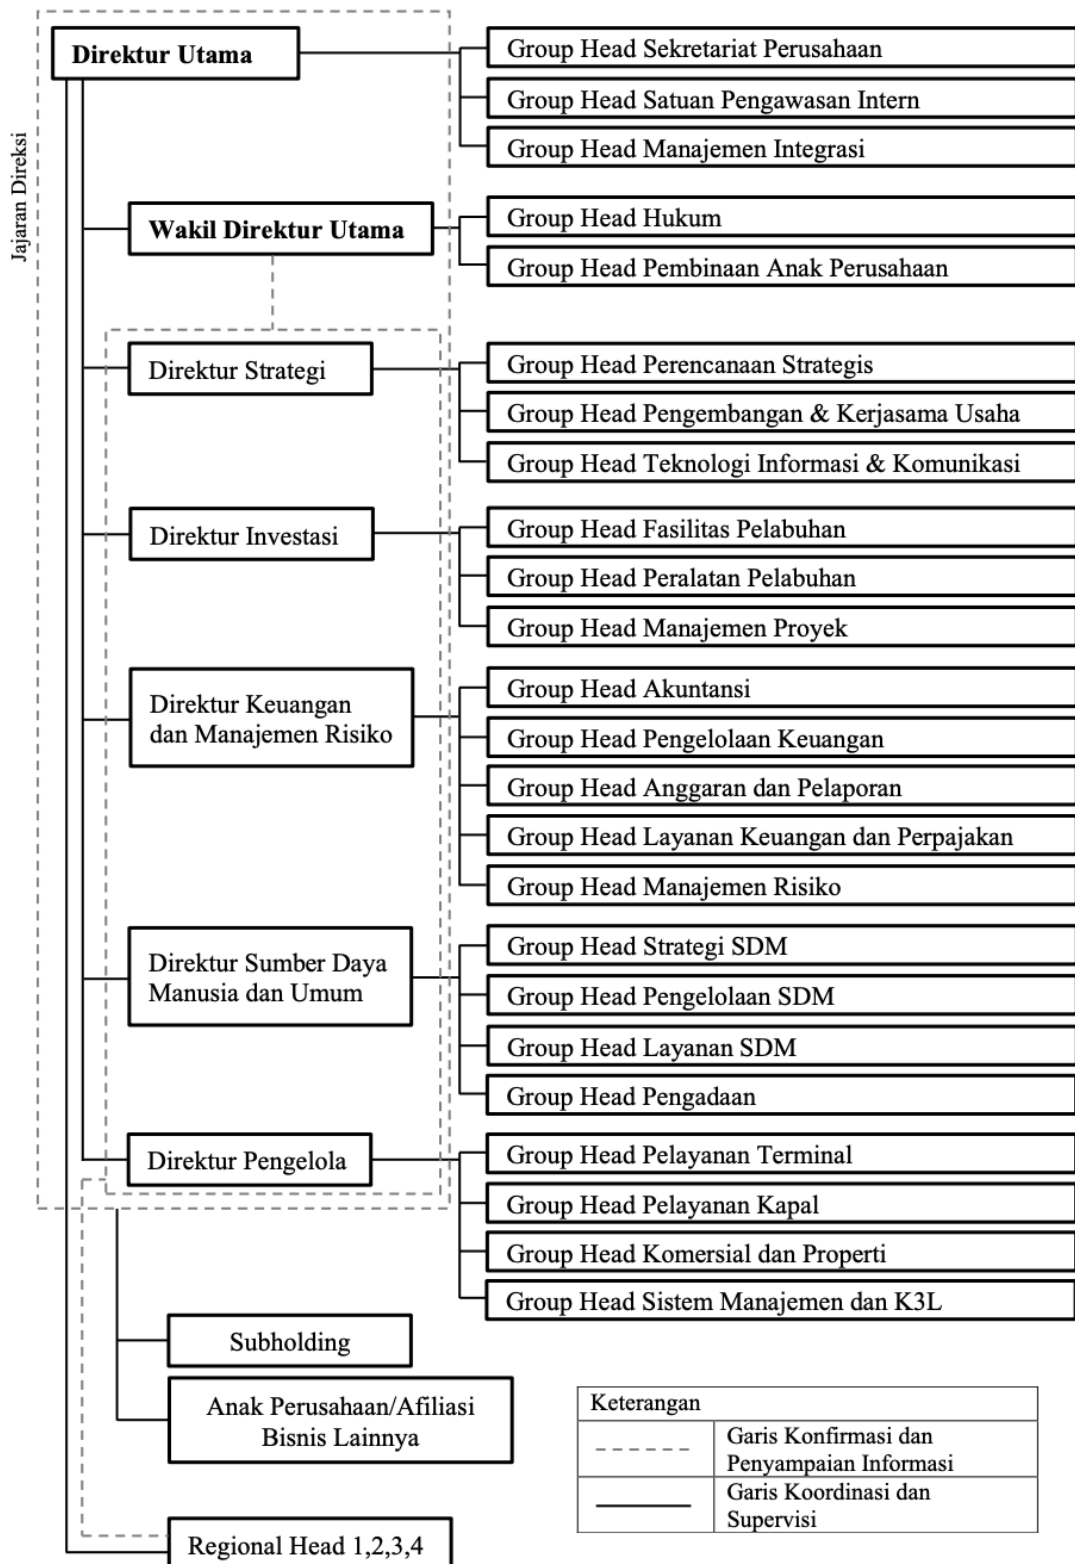 Jajaran Direksi
Direktur Utama
Group Head Sekretariat Perusahaan
Group Head Satuan Pengawasan Intern
Group Head Manajemen Integrasi
Wakil Direktur Utama
Group Head Hukum
Group Head Pembinaan Anak Perusahaan
Direktur Strategi
Group Head Perencanaan Strategis
Group Head Pengembangan & Kerjasama Usaha
Group Head Teknologi Informasi & Komunikasi
Direktur Investasi
Group Head Fasilitas Pelabuhan
Group Head Peralatan Pelabuhan
Group Head Manajemen Proyek
Direktur Keuangan
dan Manajemen Risiko
Group Head Akuntansi
Group Head Pengelolaan Keuangan
Group Head Anggaran dan Pelaporan
Group Head Layanan Keuangan dan Perpajakan
Group Head Manajemen Risiko
Direktur Sumber Daya
Manusia dan Umum
Group Head Strategi SDM
Group Head Pengelolaan SDM
Group Head Layanan SDM
Group Head Pengadaan
Direktur Pengelola
Group Head Pelayanan Terminal
Group Head Pelayanan Kapal
Group Head Komersial dan Properti
Group Head Sistem Manajemen dan K3L
Subholding
Anak Perusahaan/Afiliasi
Bisnis Lainnya
Regional Head 1,2,3,4
Keterangan
Garis Konfirmasi dan
Penyampaian Informasi
Garis Koordinasi dan
Supervisi